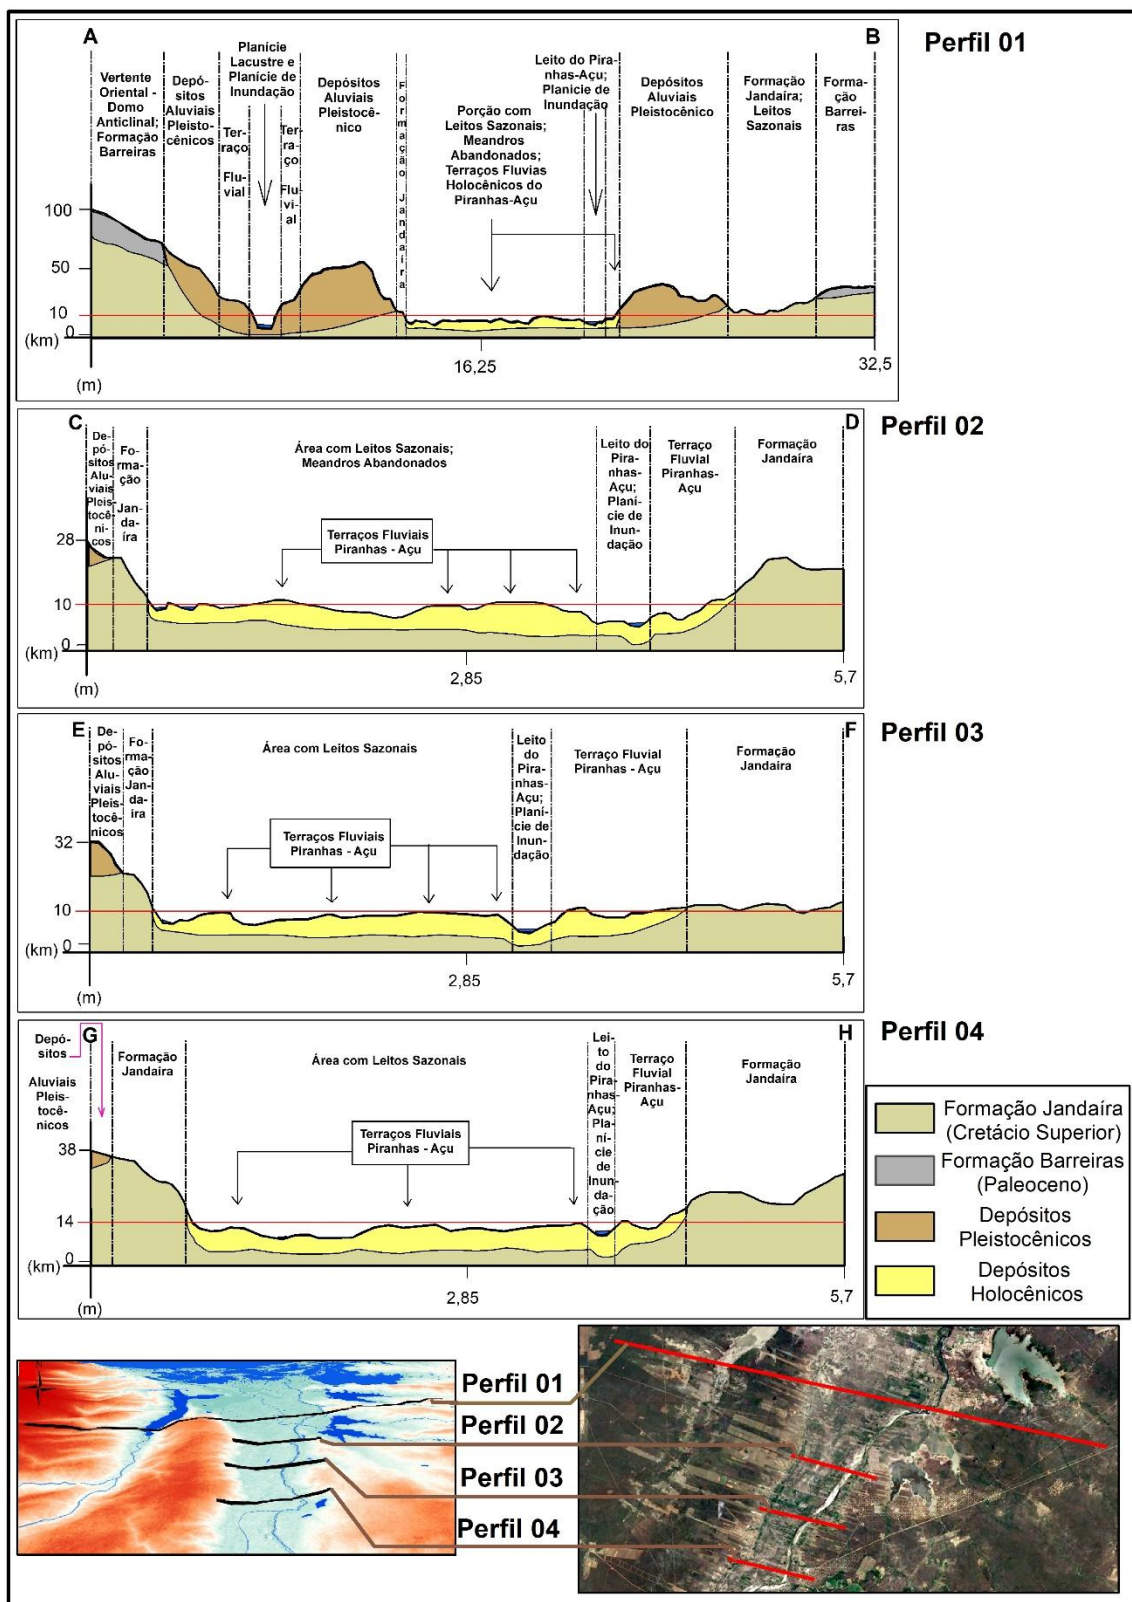 Perfil 01
A
B
Vertente
Oriental -
Domo
Anticlinal;
Formação
Barreiras
Depó-
sitos
Aluviais
Pleisto-
cênicos
Planície
Lacustre e
Planície de
Inundação
Ter-
raço
Flu-
vial
Ter-
ra-
ço
Flu-
vi-
al
Depósitos
Aluviais
Pleistocê-
nico
F
o
r
m
a
ç
ã
o
J
a
n
d
a
í
r
a
Porção com
Leitos Sazonais;
Meandros
Abandonados;
Terraços Fluvias
Holocênicos do
Piranhas-Açu
Leito do Pira-
nhas-Açu;
Planície de
Inundação
Depósitos
Aluviais
Pleistocênico
Formação
Jandaíra;
Leitos
Sazonais
Forma-
ção
Barrei-
ras
100
50
10
0
(km)
(m)
16,25
32,5
Perfil 02
C
D
De-
pó-
sitos
Alu-
viais
Pleis-
tocê-
ni-
cos
Fo-
rma-
ção
Janda-
íra
Área com Leitos Sazonais;
Meandros Abandonados
Terraços Fluviais
Piranhas - Açu
Leito do
Pira-
nhas-
Açu;
Planí-
cie de
Inun-
dação
Terraço
Fluvial
Piranhas-
Açu
Formação
Jandaíra
28
10
0
(km)
(m)
2,85
5,7
Perfil 03
E
F
De-
pó-
sitos
Alu-
viais
Pleis-
tocê-
nicos
Fo-
rma-
ção
Jan-
da-
íra
Área com Leitos Sazonais
Terraços Fluviais
Piranhas - Açu
Leito
do
Pira-
nhas-
Açu;
Planí-
cie de
Inun-
dação
Terraço Fluvial
Piranhas - Açu
Formação
Jandaíra
32
10
0
(km)
(m)
2,85
5,7
Perfil 04
G
H
Depó-
sitos
Aluviais
Pleis-
tocê-
nicos
Formação
Jandaíra
Área com Leitos Sazonais
Terraços Fluviais
Piranhas - Açu
Lei-
to
do
Pira-
nhas-
Açu;
Pla-
ní-
cie
de
Inun-
da-
ção
Terraço
Fluvial
Piranhas-
Açu
Formação
Jandaíra
38
14
0
(km)
(m)
2,85
5,7
Formação Jandaíra
(Cretácio Superior)
Formação Barreiras
(Paleoceno)
Depósitos
Pleistocênicos
Depósitos
Holocênicos
Perfil 01
Perfil 02
Perfil 03
Perfil 04